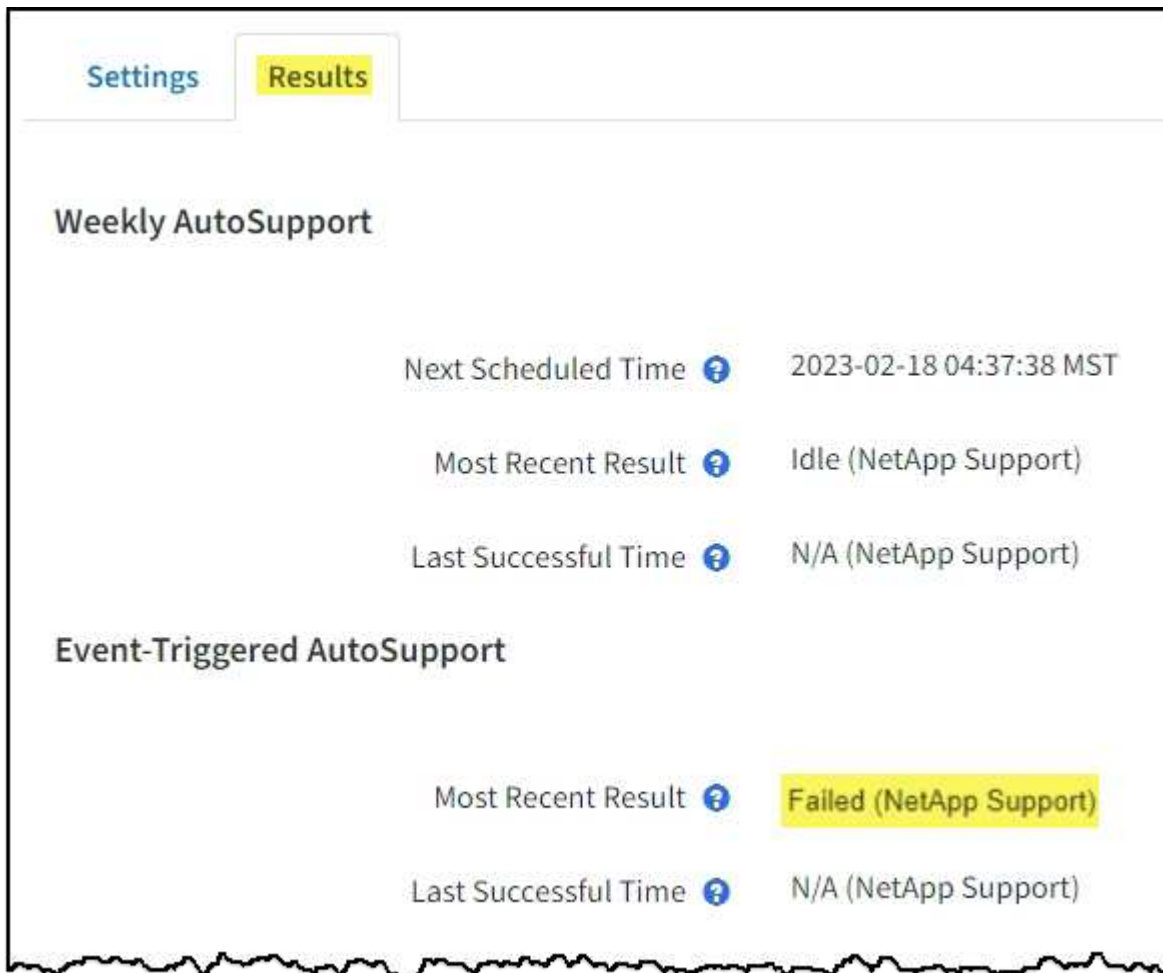 Settings Results
Weekly AutoSupport
Next Scheduled Time ? 2023-02-18 04:37:38 MST
Most Recent Result ? Idle (NetApp Support)
Last Successful Time ? N/A (NetApp Support)
Event-Triggered AutoSupport
Most Recent Result ? Failed (NetApp Support)
Last Successful Time ? N/A (NetApp Support)